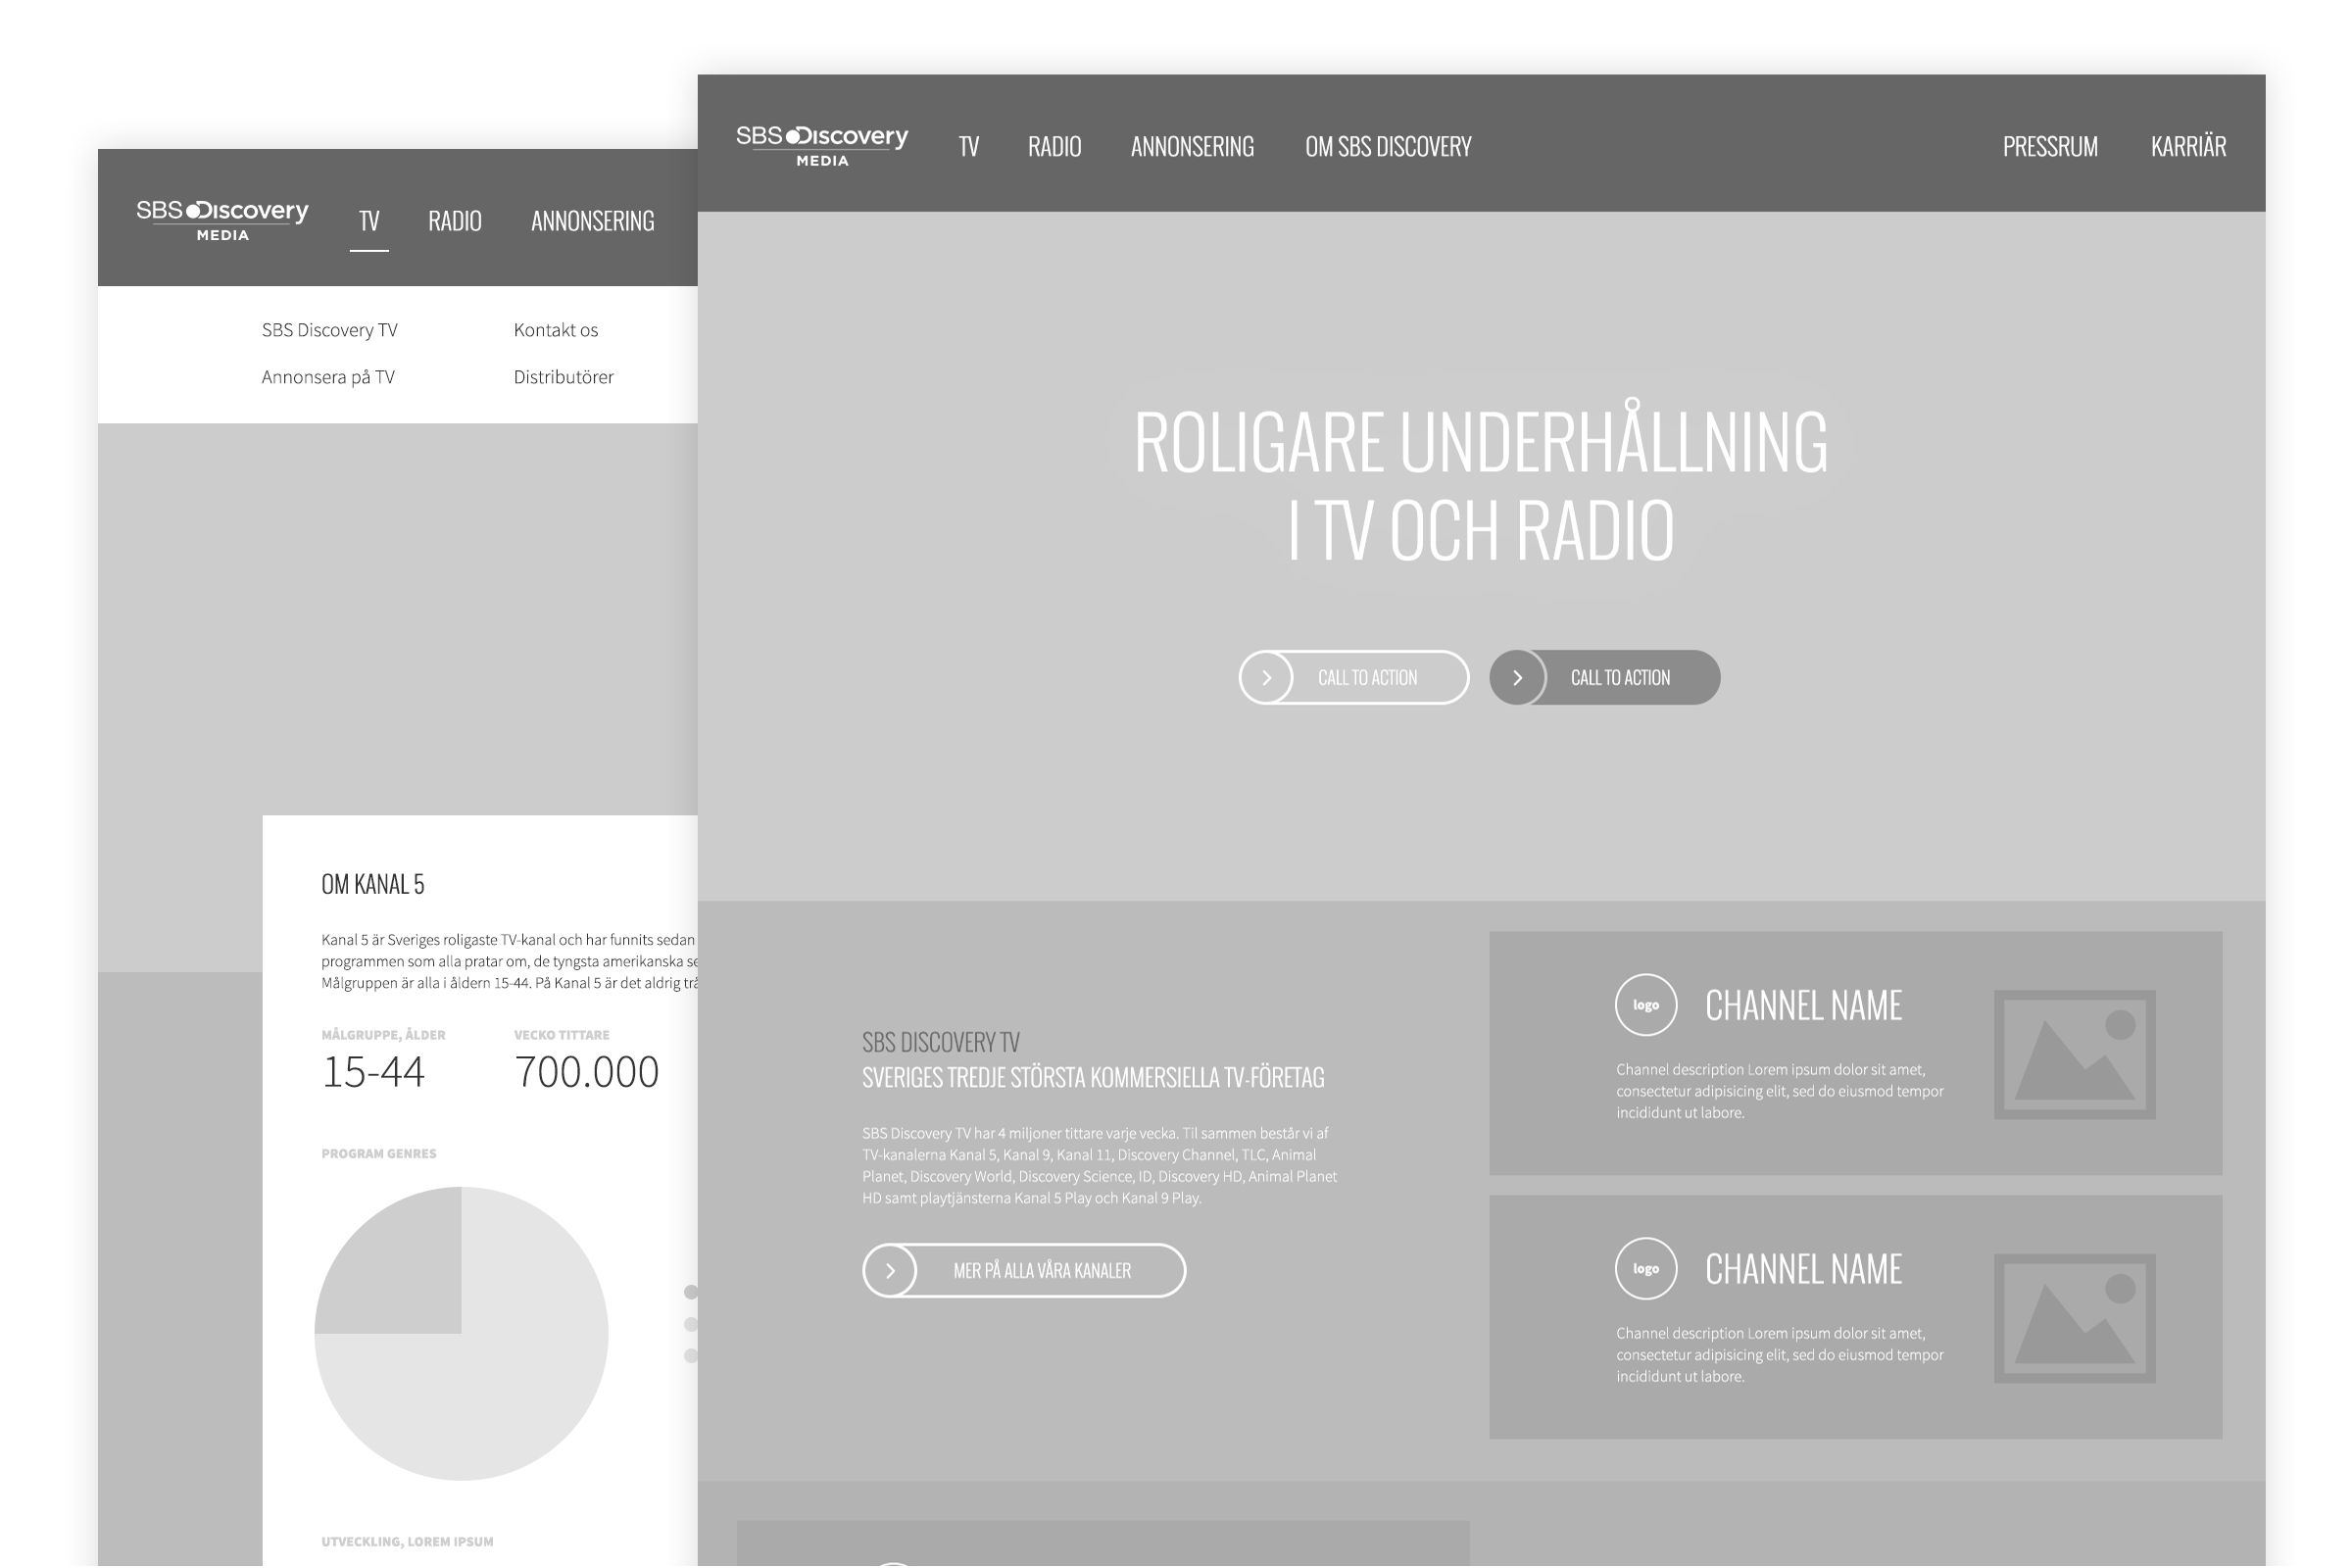 SBS Discovery
MEDIA
TV
RADIO
ANNONSERING
SBS Discovery TV
Kontakt os
Annonsera på TV
Distributörer
OM KANAL 5
Kanal 5 är Sveriges roligaste TV-kanal och har funnits sedan
programmen som alla pratar om, de tyngsta amerikanska
Målgruppen är alla i åldern 15-44. På Kanal 5 är det aldrig
MÅLGRUPPE, ÅLDER
15-44
VECKO TITTARE
700.000
PROGRAM GENRES
UTVECKLING, LOREM IPSUM
SBS Discovery
MEDIA
TV
RADIO
ANNONSERING
OM SBS DISCOVERY
PRESSRUM
KARRIÄR
ROLIGARE UNDERHÅLLNING
I TV OCH RADIO
CALL TO ACTION
CALL TO ACTION
SBS DISCOVERY TV
SVERIGES TREDJE STÖRSTA KOMMERSIELLA TV-FÖRETAG
SBS Discovery TV har 4 miljoner tittare varje vecka. Til sammen består vi af
TV-kanalerna Kanal 5, Kanal 9, Kanal 11, Discovery Channel, TLC, Animal
Planet, Discovery World, Discovery Science, ID, Discovery HD, Animal Planet
HD samt playtjänsterna Kanal 5 Play och Kanal 9 Play.
MER PÅ ALLA VÅRA KANALER
logo
CHANNEL NAME
Channel description Lorem ipsum dolor sit amet,
consectetur adipisicing elit, sed do eiusmod tempor
incididunt ut labore.
logo
CHANNEL NAME
Channel description Lorem ipsum dolor sit amet,
consectetur adipisicing elit, sed do eiusmod tempor
incididunt ut labore.